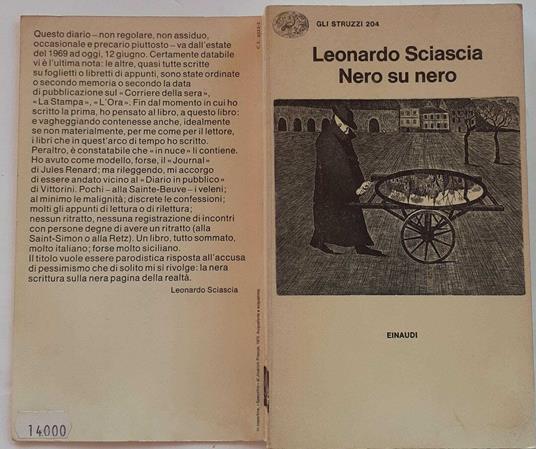 Questo diario – non regolare, non assiduo,
occasionale e precario piuttosto – va dall'estate
del 1969 ad oggi, 12 giugno. Certamente databile
vi è l'ultima nota: le altre, quasi tutte scritte
su foglietti o libretti di appunti, sono state ordinate
o secondo memoria o secondo la data
di pubblicazione sul « Corriere della sera »,
« La Stampa », « L'Ora ». Fin dal momento in cui ho
scritto la prima, ho pensato al libro, a questo libro:
e vagheggiando contenesse anche, idealmente
se non materialmente, per me come per il lettore,
i libri che in quest'arco di tempo ho scritto.
Peraltro, è constatabile che « in nuce » li contiene.
Ho avuto come modello, forse, il « Journal »
di Jules Renard; ma rileggendo, mi accorgo
di essere andato vicino al « Diario in pubblico »
di Vittorini. Pochi – alla Sainte-Beuve – i veleni;
al minimo le malignità; discrete le confessioni;
molti gli appunti di lettura o di rilettura;
nessun ritratto, nessuna registrazione di incontri
con persone degne di avere un ritratto (alla
Saint-Simon o alla Retz). Un libro, tutto sommato,
molto italiano; forse molto siciliano.
Il titolo vuole essere parodistica risposta all'accusa
di pessimismo che di solito mi si rivolge: la nera
scrittura sulla nera pagina della realtà.
Leonardo Sciascia
14000
GLI STRUZZI 204
Leonardo Sciascia
Nero su nero
EINAUDI